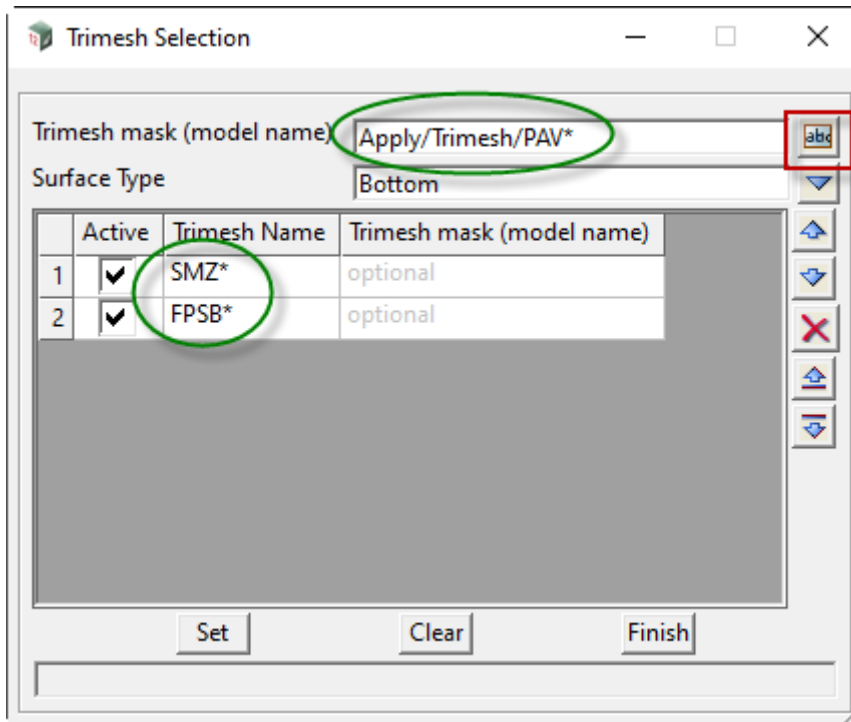 Trimesh Selection
Trimesh mask (model name) Apply/Trimesh/PAV*
abc
Surface Type Bottom
Active Trimesh Name Trimesh mask (model name)
1 SMZ* optional
2 FPSB* optional
Set Clear Finish